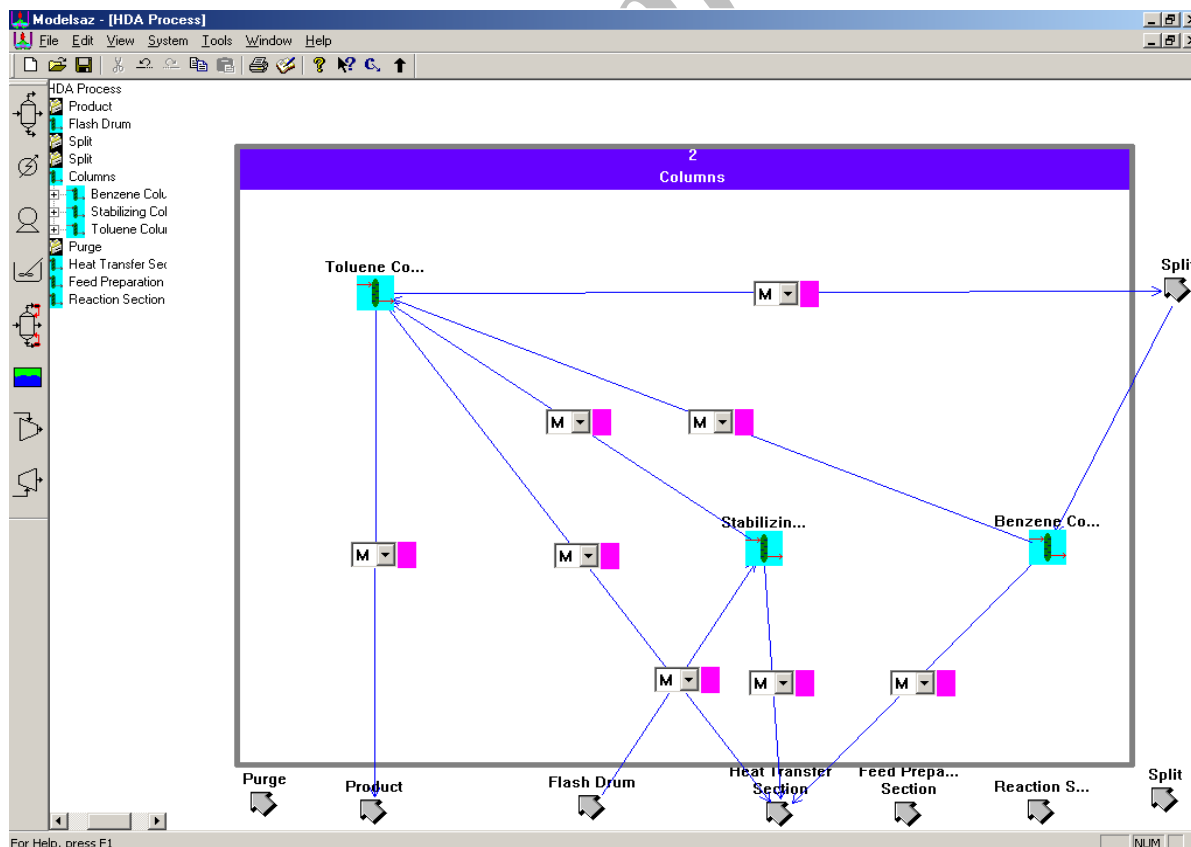 Modelsaz - [HDA Process]
File Edit View System Tools Window Help
HDA Process
Product
Flash Drum
Split
Split
Columns
Benzene Colu
Stabilizing Col
Toluene Colur
Purge
Heat Transfer Sec
Feed Preparation
Reaction Section
2
Columns
Toluene Co...
Split
M
M
M
Stabilizin...
Benzene Co...
M
M
M
M
M
Purge
Product
Flash Drum
Heat Transfer
Section
Feed Prepa...
Section
Reaction S...
Split
For Help, press F1
NUM